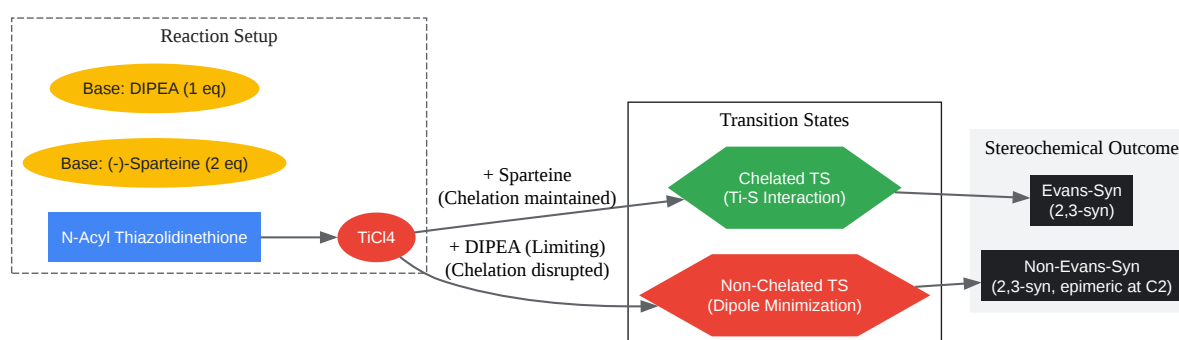 Reaction Setup
Base: DIPEA (1 eq)
Base: (-)-Sparteine (2 eq)
N-Acyl Thiazolidinethione
TiCl4
+ Sparteine
(Chelation maintained)
+ DIPEA (Limiting)
(Chelation disrupted)
Transition States
Chelated TS
(Ti-S Interaction)
Non-Chelated TS
(Dipole Minimization)
Stereochemical Outcome
Evans-Syn
(2,3-syn)
Non-Evans-Syn
(2,3-syn, epimeric at C2)